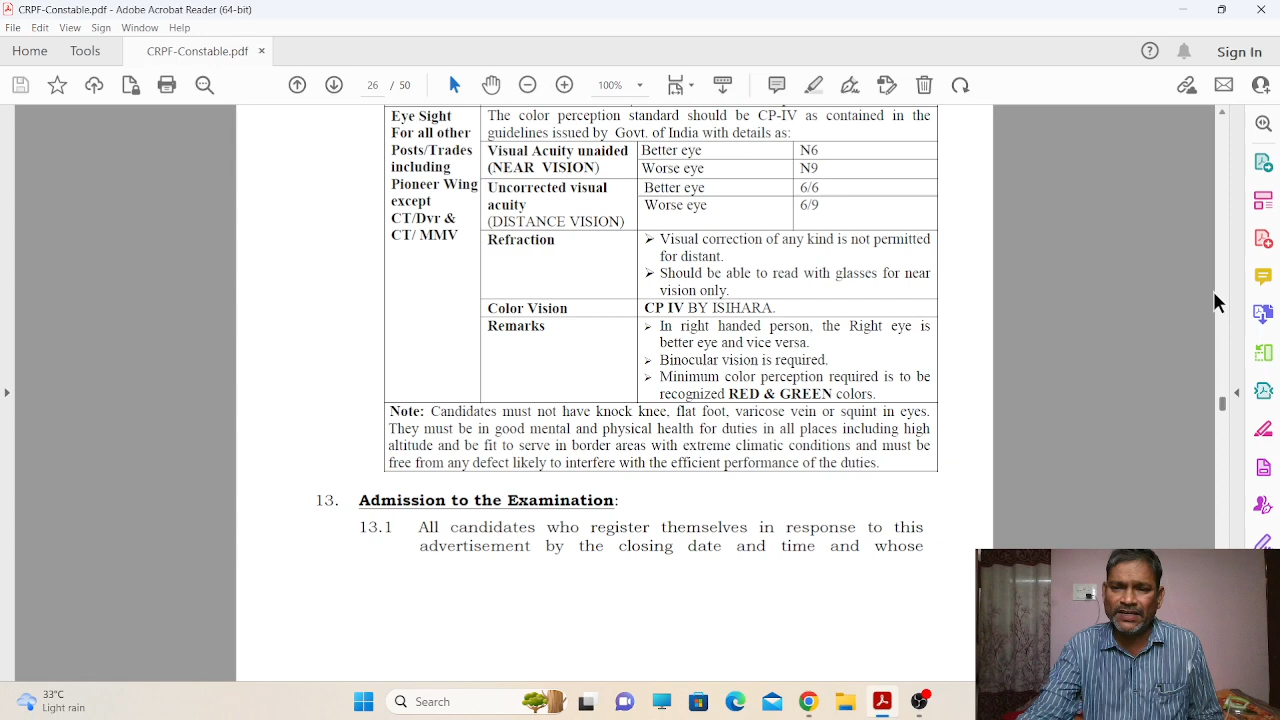 CRPF-Constable.pdf - Adobe Acrobat Reader (64-bit)
File Edit View Sign Window Help
Home Tools CRPF-Constable.pdf × Sign In
26 / 50 100%
Eye Sight
For all other
Posts/Trades
including
Pioneer Wing
except
CT/Dvr &
CT/ MMV
The color perception standard should be CP-IV as contained in the
guidelines issued by Govt. of India with details as:
Visual Acuity unaided
(NEAR VISION)
Better eye N6
Worse eye N9
Uncorrected visual
acuity
(DISTANCE VISION)
Better eye 6/6
Worse eye 6/9
Refraction
➢ Visual correction of any kind is not permitted
for distant.
➢ Should be able to read with glasses for near
vision only.
Color Vision CP IV BY ISIHARA.
Remarks
➢ In right handed person, the Right eye is
better eye and vice versa.
➢ Binocular vision is required.
➢ Minimum color perception required is to be
recognized RED & GREEN colors.
Note: Candidates must not have knock knee, flat foot, varicose vein or squint in eyes.
They must be in good mental and physical health for duties in all places including high
altitude and be fit to serve in border areas with extreme climatic conditions and must be
free from any defect likely to interfere with the efficient performance of the duties.
13. Admission to the Examination:
13.1 All candidates who register themselves in response to this
advertisement by the closing date and time and whose
33°C
Light rain
Search